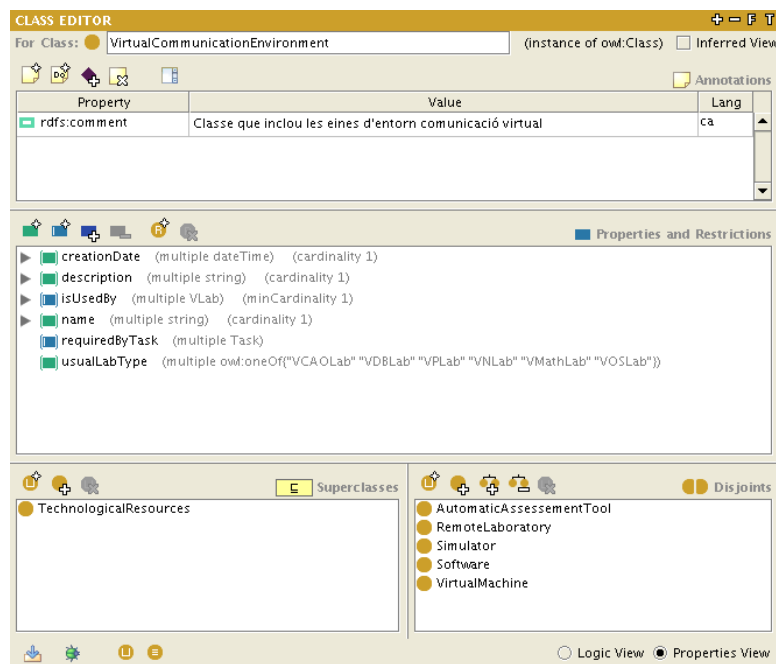 CLASS EDITOR F T
For Class: VirtualCommunicationEnvironment (instance of owl:Class) Inferred View
Annotations
Property Value Lang
rdfs:comment Classe que inclou les eines d'entorn comunicació virtual ca
Properties and Restrictions
creationDate (multiple dateTime) (cardinality 1)
description (multiple string) (cardinality 1)
isUsedBy (multiple VLab) (minCardinality 1)
name (multiple string) (cardinality 1)
requiredByTask (multiple Task)
usualLabType (multiple owl:oneOf{"VCAOLab" "VDBLab" "VPLab" "VNLab" "VMathLab" "VOSLab"})
⊑ Superclasses
Disjoints
TechnologicalResources
AutomaticAssessementTool
RemoteLaboratory
Simulator
Software
VirtualMachine
Logic View Properties View